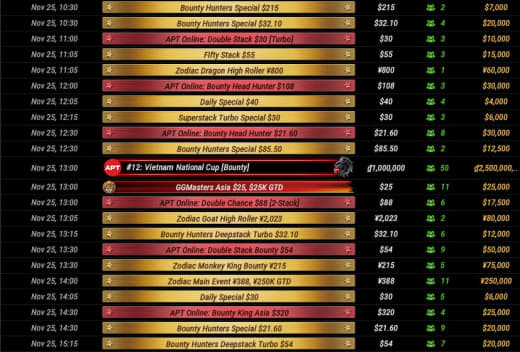 Nov 25, 10:30 Bounty Hunters Special $215 $215 2 $7,000
Nov 25, 10:30 Bounty Hunters Special $32.10 $32.10 4 $20,000
Nov 25, 11:00 APT Online: Double Stack $30 [Turbo] $30 3 $10,000
Nov 25, 11:05 Fifty Stack $55 $55 3 $15,000
Nov 25, 11:05 Zodiac Dragon High Roller ¥800 ¥800 1 ¥60,000
Nov 25, 12:00 APT Online: Bounty Head Hunter $108 $108 3 $30,000
Nov 25, 12:05 Daily Special $40 $40 4 $4,000
Nov 25, 12:15 Superstack Turbo Special $30 $30 3 $6,000
Nov 25, 12:30 APT Online: Bounty Head Hunter $21.60 $21.60 8 $30,000
Nov 25, 12:30 Bounty Hunters Special $85.50 $85.50 2 $12,500
Nov 25, 13:00 APT #12: Vietnam National Cup [Bounty] ₫1,000,000 50 ₫2,500,000,..
Nov 25, 13:00 GGMasters Asia $25, $25K GTD $25 11 $25,000
Nov 25, 13:00 APT Online: Double Chance $88 [2-Stack] $88 6 $17,500
Nov 25, 13:05 Zodiac Goat High Roller ¥2,023 ¥2,023 2 ¥80,000
Nov 25, 13:15 Bounty Hunters Deepstack Turbo $32.10 $32.10 6 $12,000
Nov 25, 13:30 APT Online: Double Stack Bounty $54 $54 9 $50,000
Nov 25, 13:30 Zodiac Monkey King Bounty ¥215 ¥215 5 ¥75,000
Nov 25, 14:00 Zodiac Main Event ¥388, ¥250K GTD ¥388 11 ¥250,000
Nov 25, 14:05 Daily Special $30 $30 5 $6,000
Nov 25, 14:30 APT Online: Bounty King Asia $320 $320 4 $25,000
Nov 25, 14:30 Bounty Hunters Special $21.60 $21.60 9 $20,000
Nov 25, 15:15 Bounty Hunters Deepstack Turbo $54 $54 7 $20,000